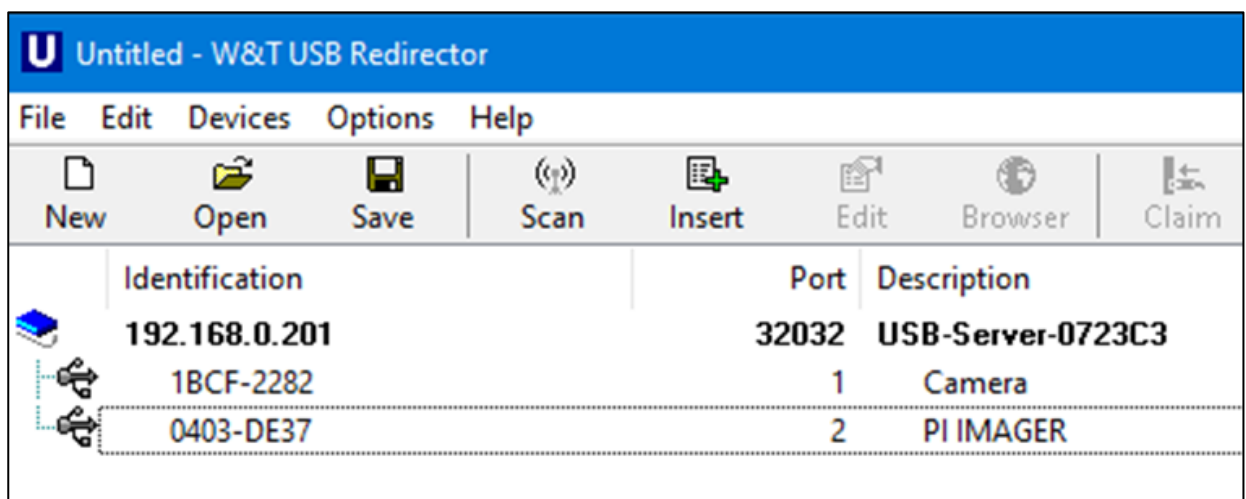 U Untitled - W&T USB Redirector
File Edit Devices Options Help
New Open Save Scan Insert Edit Browser Claim
Identification Port Description
192.168.0.201 32032 USB-Server-0723C3
1BCF-2282 1 Camera
0403-DE37 2 PI IMAGER